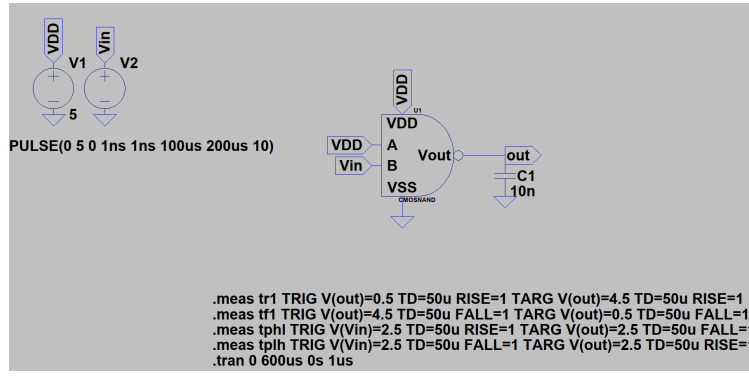 VDD
V1
Vin
V2
5
PULSE(0 5 0 1ns 1ns 100us 200us 10)
VDD
U1
VDD
VDD A
Vin B
Vout out
VSS
CMOSNAND
C1
10n
.meas tr1 TRIG V(out)=0.5 TD=50u RISE=1 TARG V(out)=4.5 TD=50u RISE=1
.meas tf1 TRIG V(out)=4.5 TD=50u FALL=1 TARG V(out)=0.5 TD=50u FALL=1
.meas tphl TRIG V(Vin)=2.5 TD=50u RISE=1 TARG V(out)=2.5 TD=50u FALL=
.meas tplh TRIG V(Vin)=2.5 TD=50u FALL=1 TARG V(out)=2.5 TD=50u RISE=
.tran 0 600us 0s 1us